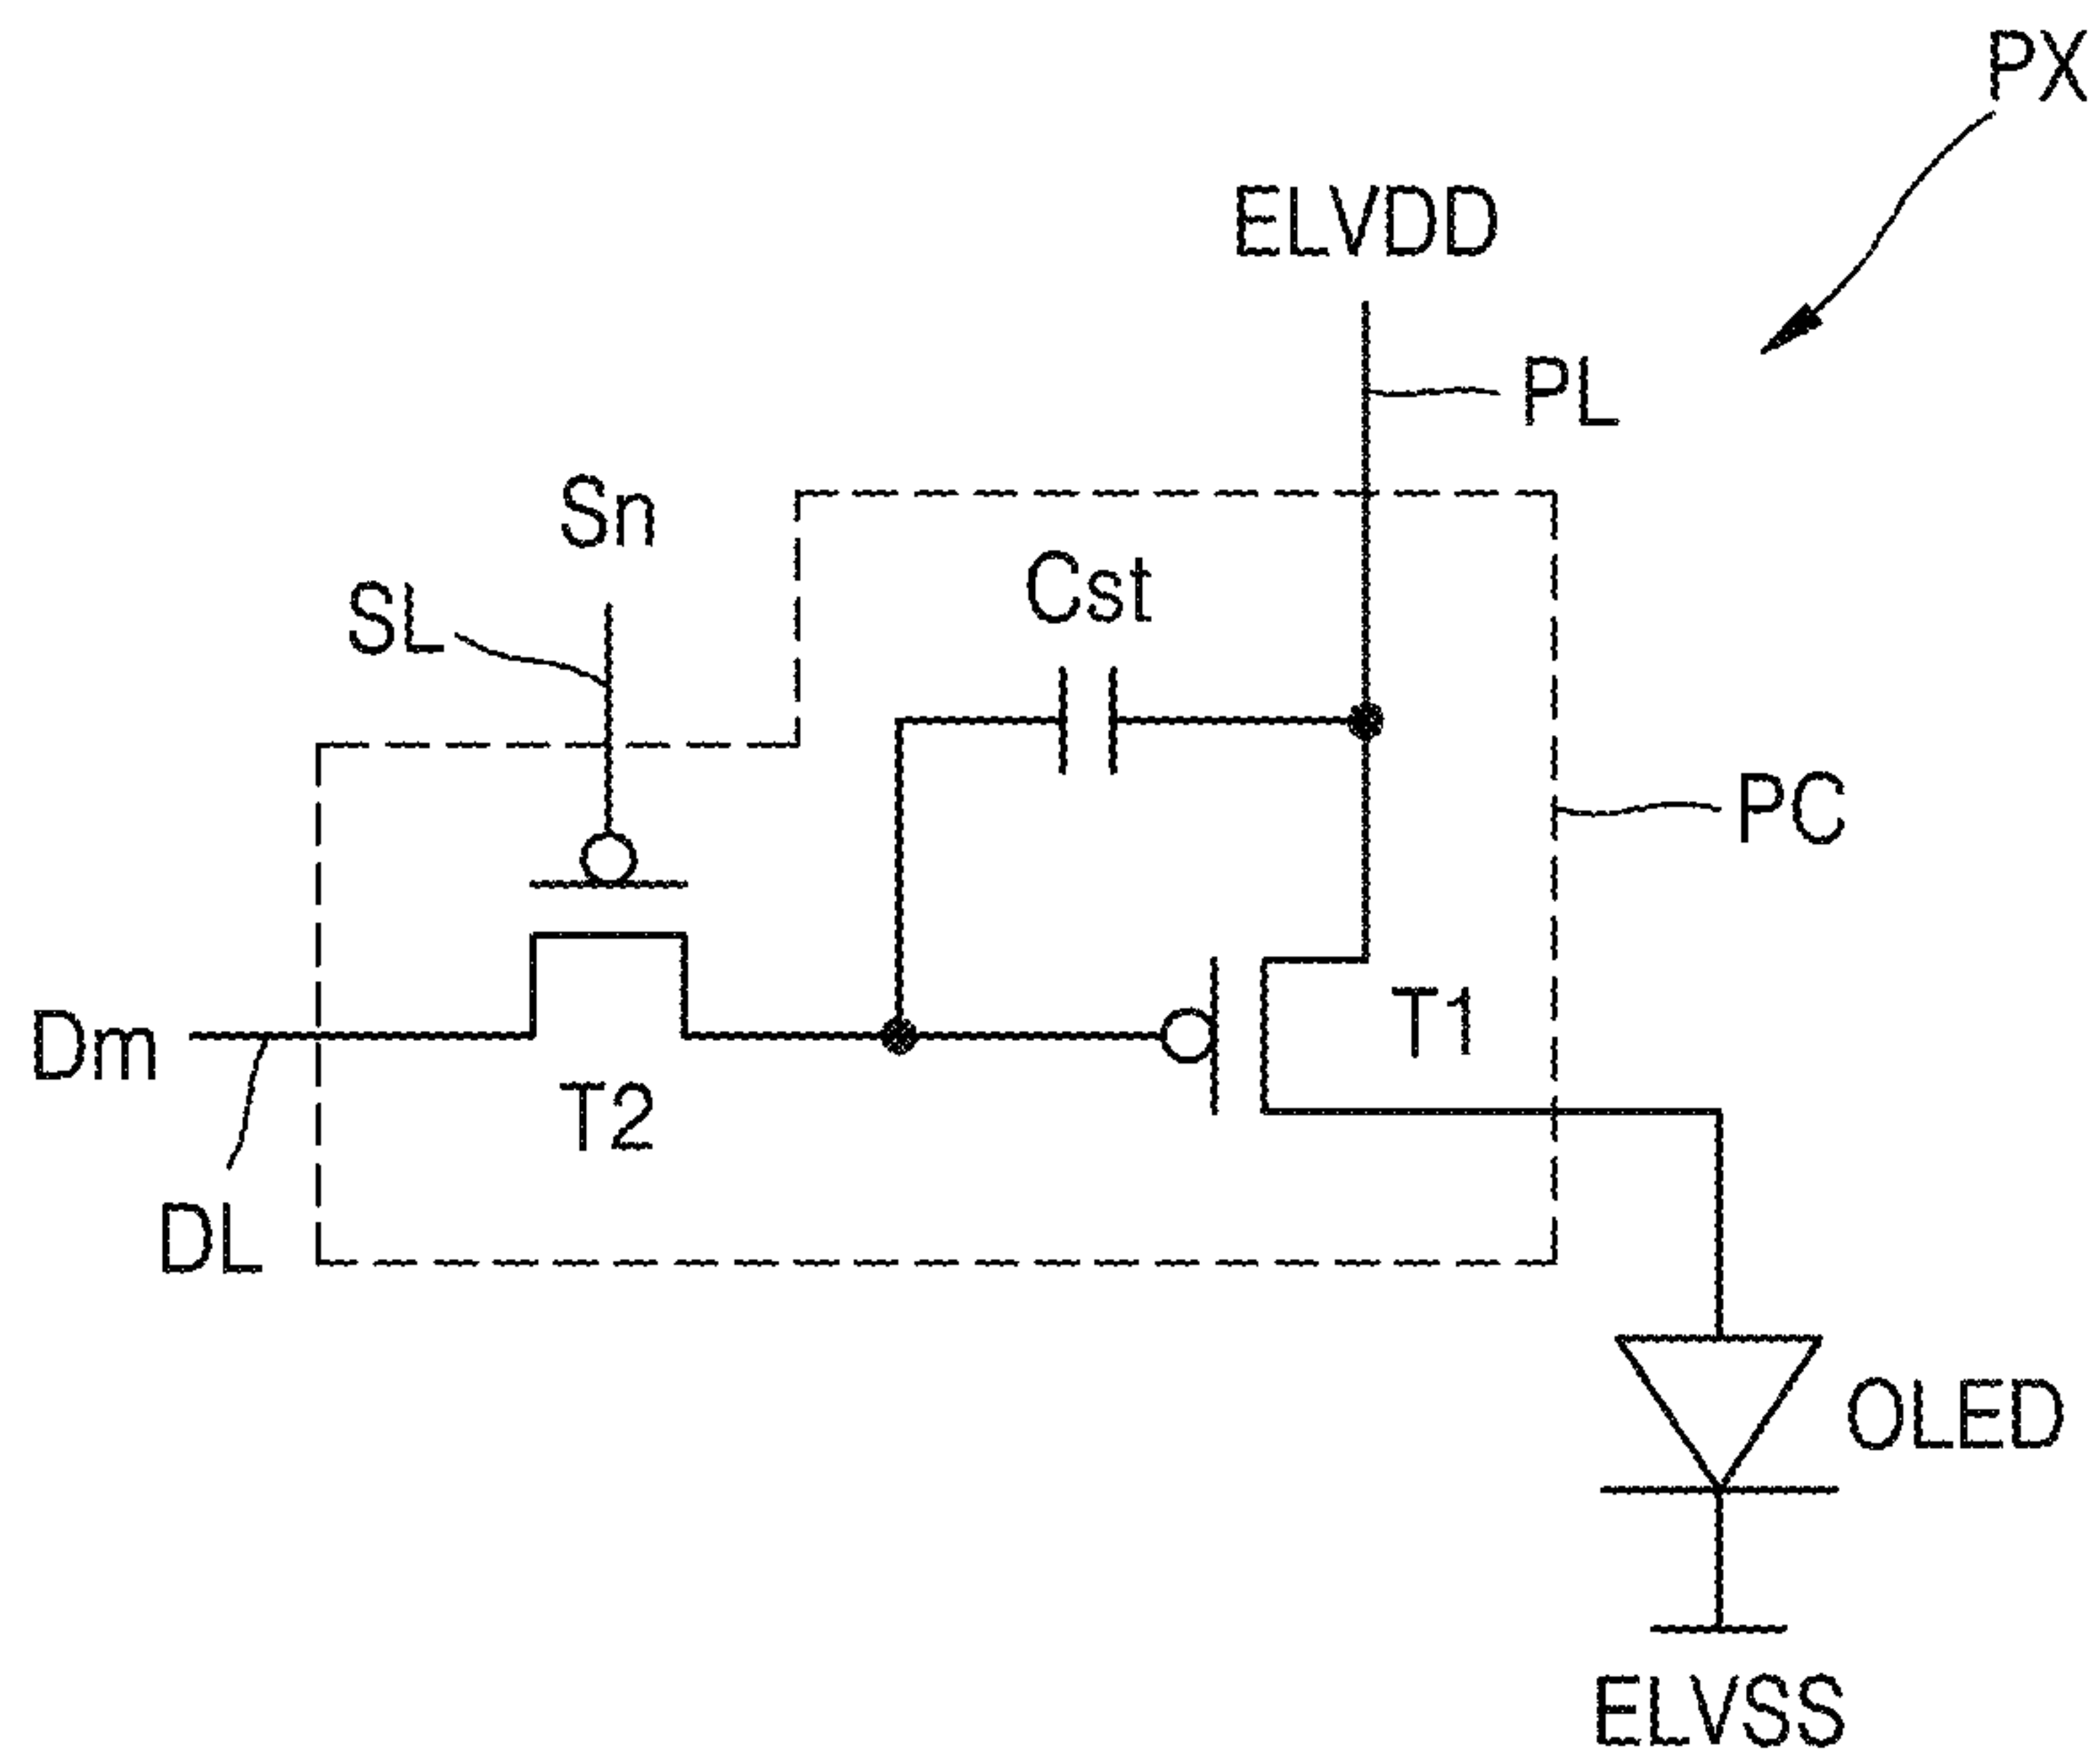 PX
ELVDD
PL
Sn
SL
Cst
PC
Dm
T1
T2
DL
OLED
ELVSS